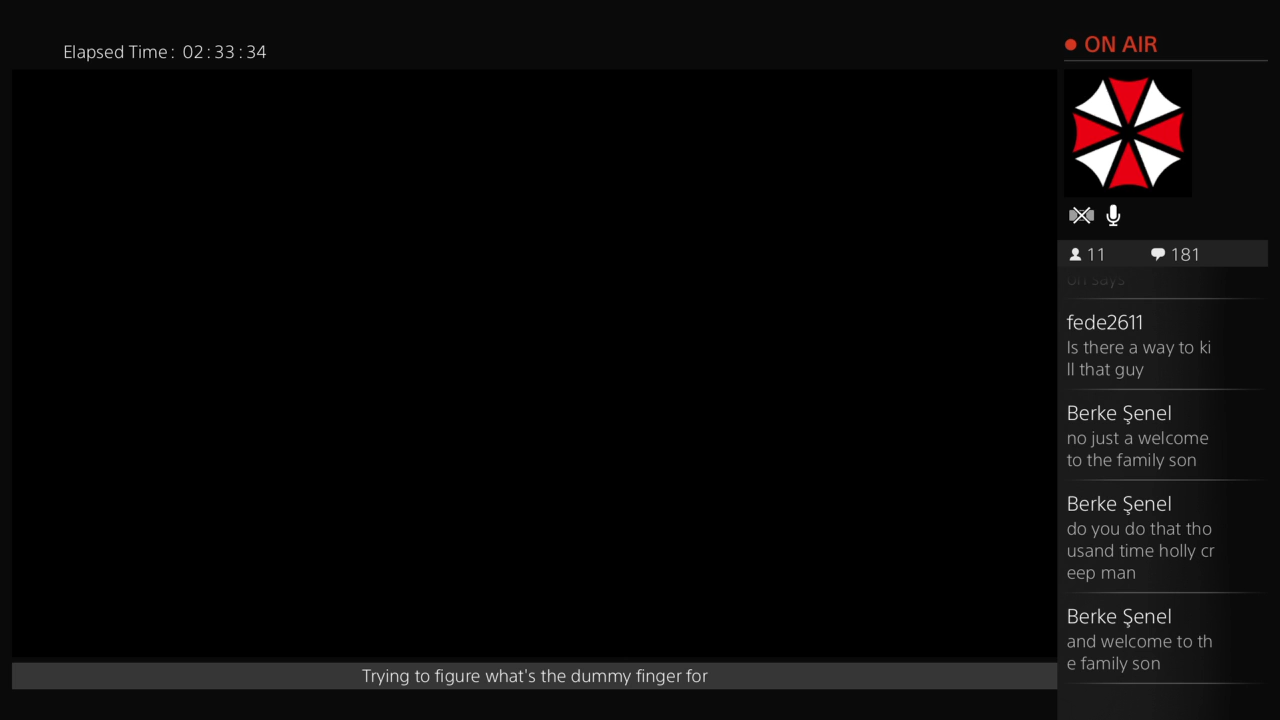 Elapsed Time: 02:33:34
ON AIR
11 181
on says
fede2611
Is there a way to ki
ll that guy
Berke Şenel
no just a welcome
to the family son
Berke Şenel
do you do that tho
usand time holly cr
eep man
Berke Şenel
and welcome to th
e family son
Trying to figure what's the dummy finger for